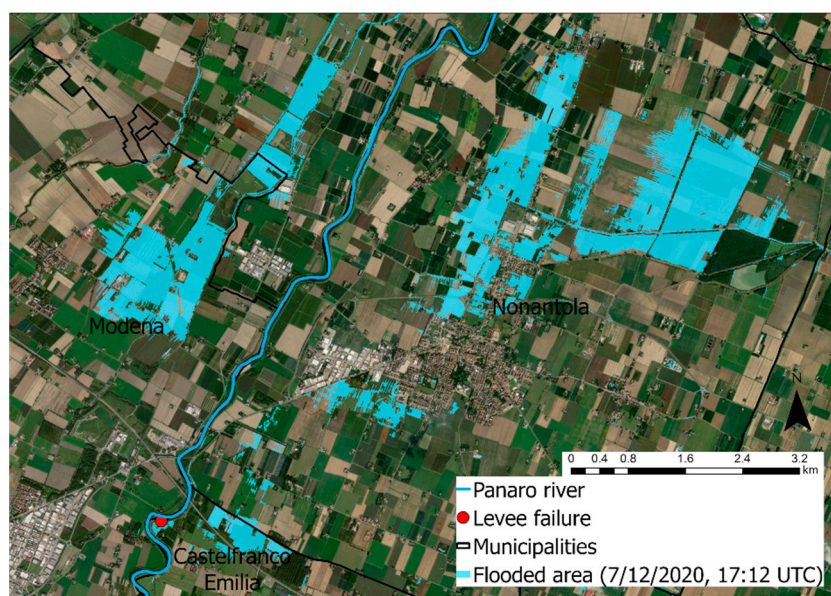 Modena
Nonantola
Castelfranco
Emilia
N
0 0.4 0.8 1.6 2.4 3.2
km
Panaro river
Levee failure
Municipalities
Flooded area (7/12/2020, 17:12 UTC)